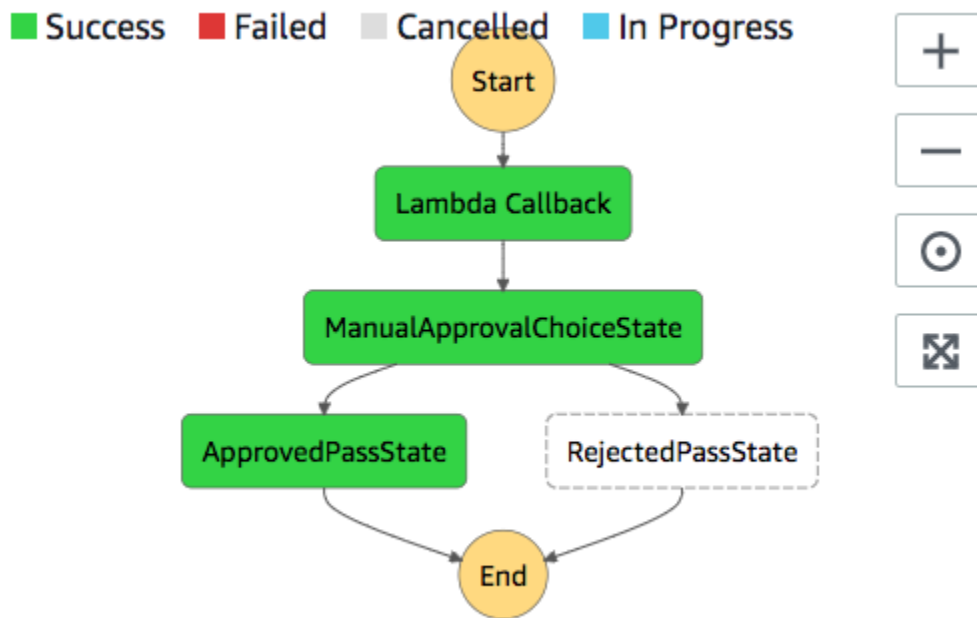 Success Failed Cancelled In Progress
Start
Lambda Callback
ManualApprovalChoiceState
ApprovedPassState RejectedPassState
End